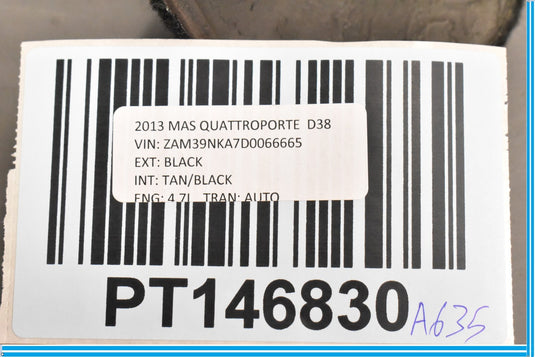 2013 MAS QUATTROPORTE D38
VIN: ZAM39NKA7D0066665
EXT: BLACK
INT: TAN/BLACK
ENG: 4.7L TRAN: AUTO
PT146830
A635